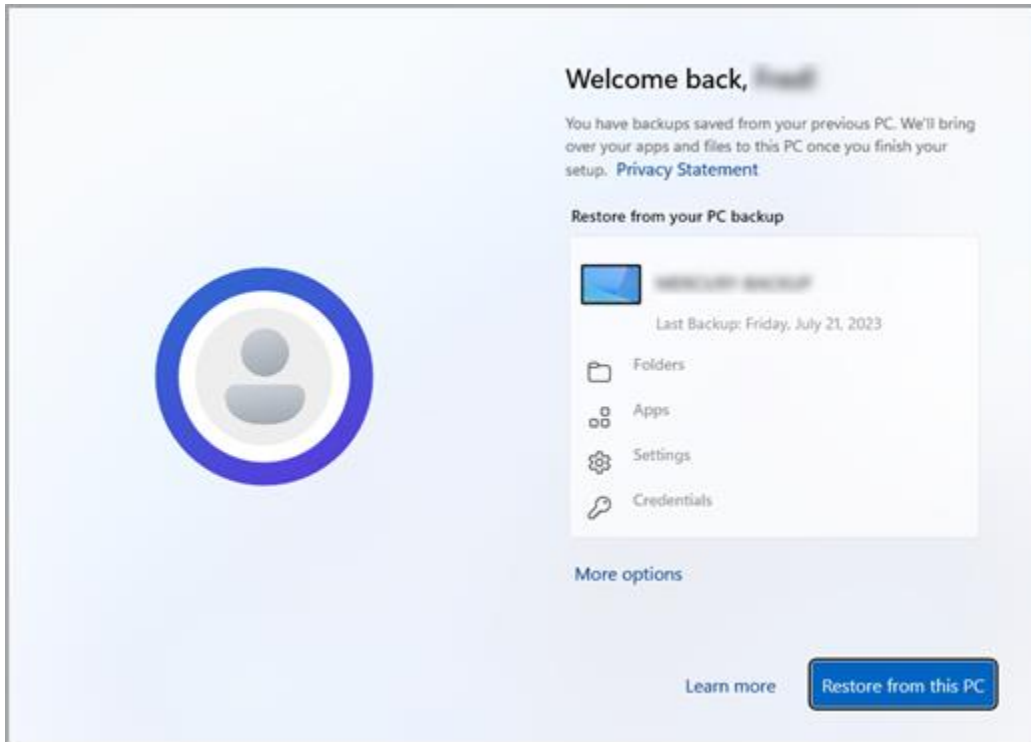 Welcome back,
You have backups saved from your previous PC. We'll bring
over your apps and files to this PC once you finish your
setup. Privacy Statement
Restore from your PC backup
Last Backup: Friday, July 21, 2023
Folders
Apps
Settings
Credentials
More options
Learn more
Restore from this PC